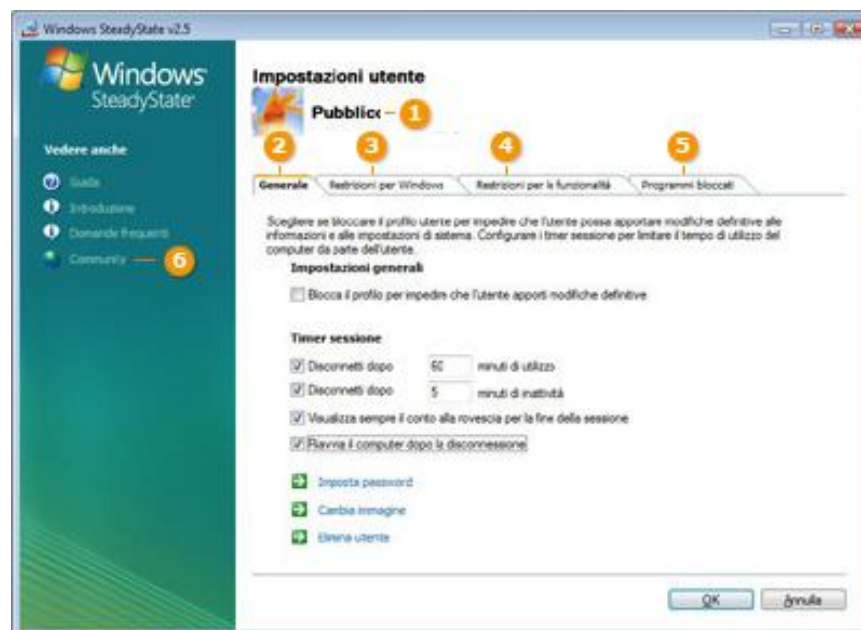 Windows SteadyState v2.5
Windows
SteadyState
Vedere anche
Guida
Introduzione
Domande frequenti
Community
6
Impostazioni utente
Pubblico
1
2
3
4
5
Generale
Restrizioni per Windows
Restrizioni per le funzionalità
Programmi bloccati
Scegliere se bloccare il profilo utente per impedire che l'utente possa apportare modifiche definitive alle
informazioni e alle impostazioni di sistema. Configurare i timer sessione per limitare il tempo di utilizzo del
computer da parte dell'utente.
Impostazioni generali
Blocca il profilo per impedire che l'utente apporti modifiche definitive
Timer sessione
Disconnetti dopo 60 minuti di utilizzo
Disconnetti dopo 5 minuti di inattività
Visualizza sempre il conto alla rovescia per la fine della sessione
Riavvia il computer dopo la disconnessione
Imposta password
Cambia immagine
Elimina utente
OK
Annulla